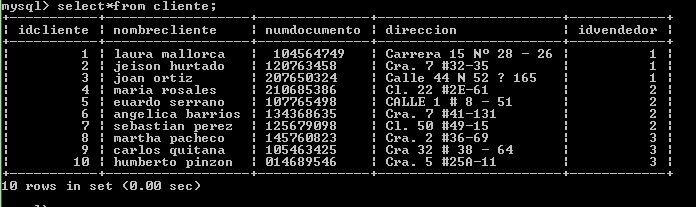 mysql> select*from cliente;
idcliente | nombrecliente | numdocumento | direccion | idvendedor
1 | laura mallorca | 104564749 | Carrera 15 Nº 28 - 26 | 1
2 | jeison hurtado | 120763458 | Cra. 7 #32-35 | 1
3 | joan ortiz | 207650324 | Calle 44 N 52 ? 165 | 1
4 | maria rosales | 210685386 | Cl. 22 #2E-61 | 2
5 | euardo serrano | 107765498 | CALLE 1 # 8 - 51 | 2
6 | angelica barrios | 134368635 | Cra. 7 #41-131 | 2
7 | sebastian perez | 125679098 | Cl. 50 #49-15 | 2
8 | martha pacheco | 145760823 | Cra. 2 #36-69 | 3
9 | carlos quitana | 105463425 | Cra 32 # 38 - 64 | 3
10 | humberto pinzon | 014689546 | Cra. 5 #25A-11 | 3
10 rows in set (0.00 sec)